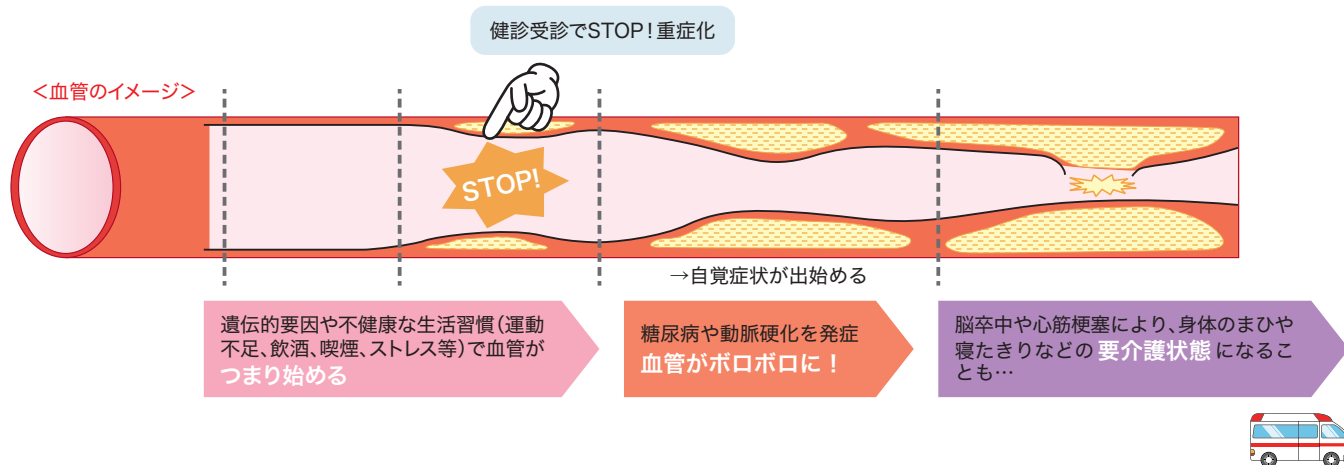 健診受診でSTOP!重症化
<血管のイメージ>
STOP!
→自覚症状が出始める
遺伝的要因や不健康な生活習慣(運動
不足、飲酒、喫煙、ストレス等)で血管が
つまり始める
糖尿病や動脈硬化を発症
血管がボロボロに!
脳卒中や心筋梗塞により、身体のまひや
寝たきりなどの要介護状態になるこ
とも…